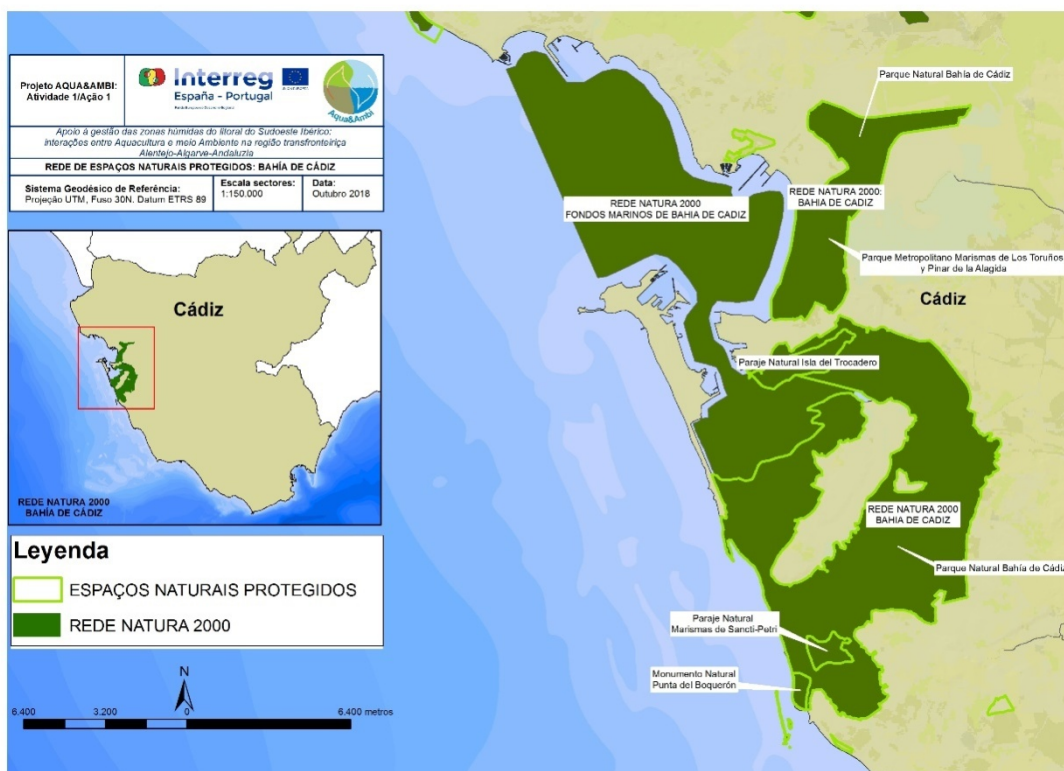 Projeto AQUA&AMBI:
Atividade 1/Ação 1
Interreg
España - Portugal
Aqua&Ambi
Apoio à gestão das zonas húmidas do litoral do Sudoeste Ibérico:
interações entre Aquacultura e meio Ambiente na região transfronteiriça
Alentejo-Algarve-Andaluzia
REDE DE ESPAÇOS NATURAIS PROTEGIDOS: BAHÍA DE CÁDIZ
Sistema Geodésico de Referência:
Projeção UTM, Fuso 30N. Datum ETRS 89
Escala sectores:
1:150.000
Data:
Outubro 2018
Cádiz
REDE NATURA 2000
BAHÍA DE CÁDIZ
Leyenda
ESPAÇOS NATURAIS PROTEGIDOS
REDE NATURA 2000
N
6.400
3.200
0
6.400 metros
Parque Natural Bahía de Cádiz
REDE NATURA 2000
FONDOS MARINOS DE BAHIA DE CADIZ
REDE NATURA 2000:
BAHIA DE CADIZ
Parque Metropolitano Marismas de Los Toruños
y Pinar de la Alagida
Cádiz
Paraje Natural Isla del Trocadero
REDE NATURA 2000
BAHIA DE CADIZ
Parque Natural Bahía de Cádiz
Paraje Natural
Marismas de Sancti-Petri
Monumento Natural
Punta del Boquerón